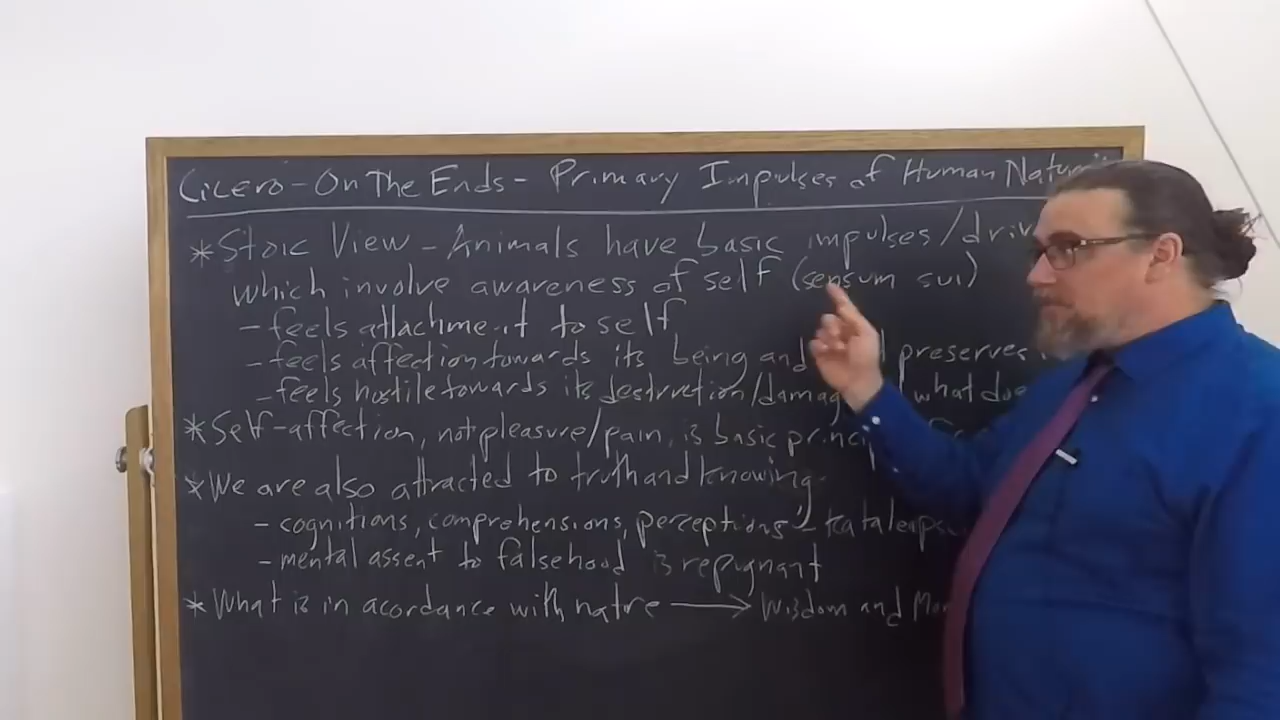 Cicero - On The Ends - Primary Impulses of Human Nature
* Stoic View - Animals have basic impulses/driv
which involve awareness of self (sensum sui)
- feels attachment to self
- feels affection towards its being and preserves
- feels hostile towards its destruction/damag what doe
* Self-affection, not pleasure/pain, is basic princip
* We are also attracted to truth and knowing.
- cognitions, comprehensions, perceptions - kataleps
- mental assent to falsehood is repugnant
* What is in acordance with natre → Wisdom and Mor